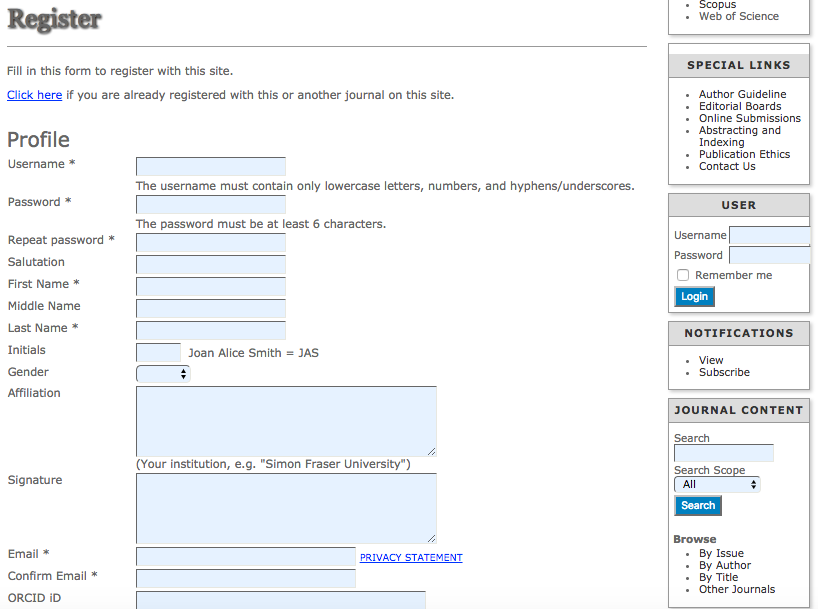 Register
Fill in this form to register with this site.
Click here if you are already registered with this or another journal on this site.
Profile
Username *
The username must contain only lowercase letters, numbers, and hyphens/underscores.
Password *
The password must be at least 6 characters.
Repeat password *
Salutation
First Name *
Middle Name
Last Name *
Initials Joan Alice Smith = JAS
Gender
Affiliation
(Your institution, e.g. "Simon Fraser University")
Signature
Email * PRIVACY STATEMENT
Confirm Email *
ORCID iD
Scopus
Web of Science
SPECIAL LINKS
Author Guideline
Editorial Boards
Online Submissions
Abstracting and
Indexing
Publication Ethics
Contact Us
USER
Username
Password
Remember me
Login
NOTIFICATIONS
View
Subscribe
JOURNAL CONTENT
Search
Search Scope
All
Search
Browse
By Issue
By Author
By Title
Other Journals